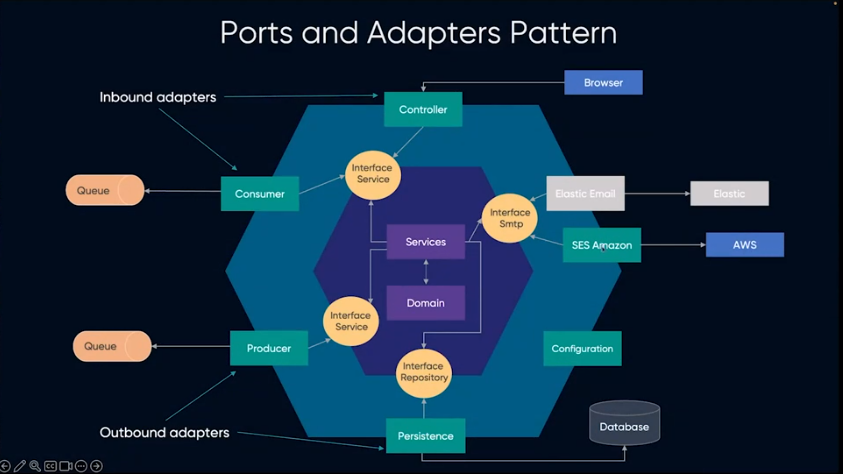 Ports and Adapters Pattern
Inbound adapters
Browser
Controller
Interface
Service
Queue
Consumer
Elastic Email
Elastic
Interface
Smtp
Services
SES Amazon
AWS
Domain
Interface
Service
Queue
Producer
Configuration
Interface
Repository
Outbound adapters
Persistence
Database
CC